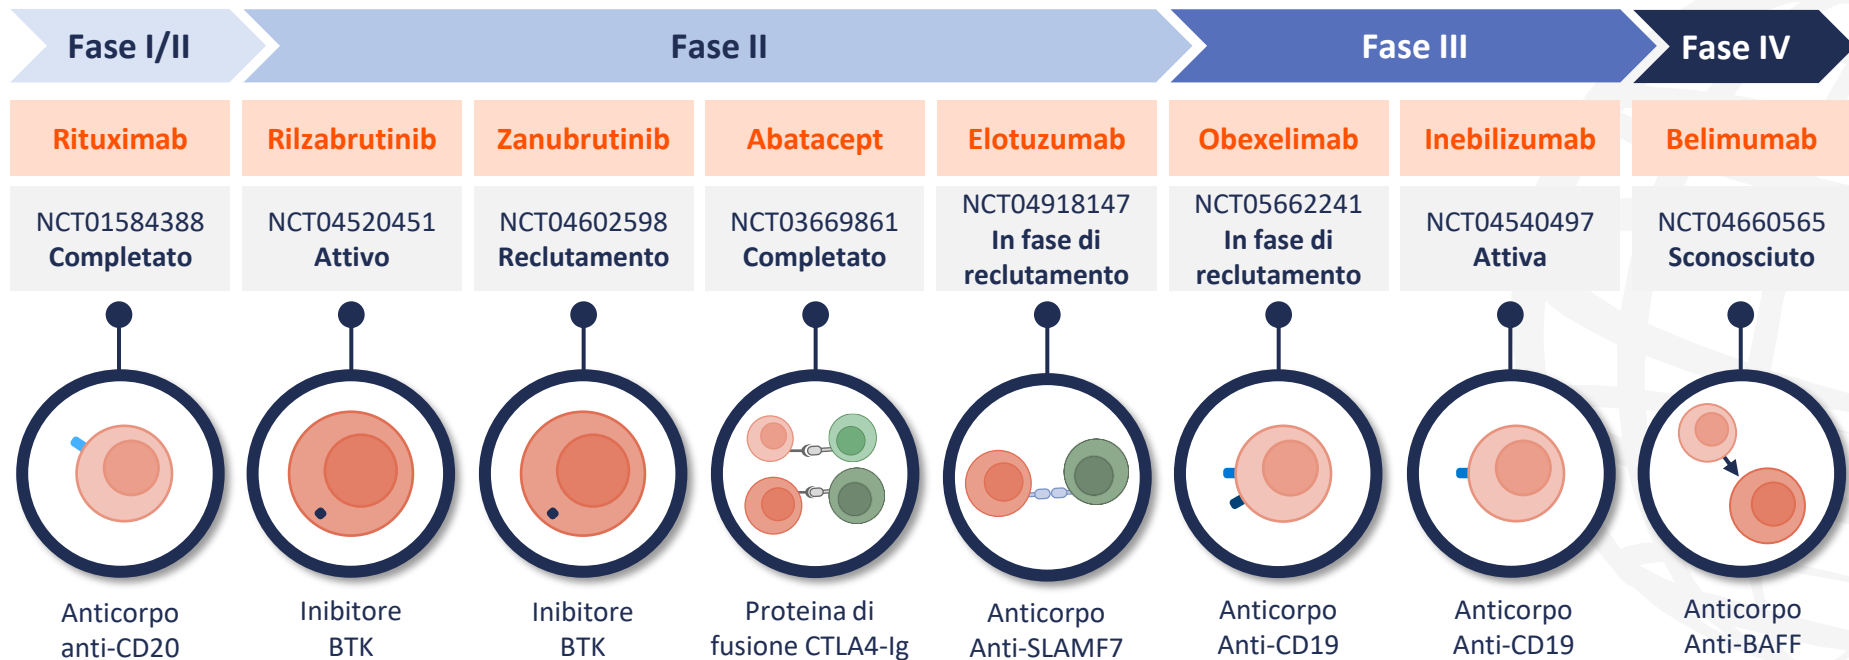 Fase I/II
Fase II
Fase III
Fase IV
Rituximab
Rilzabrutinib
Zanubrutinib
Abatacept
Elotuzumab
Obexelimab
Inebilizumab
Belimumab
NCT01584388
Completato
NCT04520451
Attivo
NCT04602598
Reclutamento
NCT03669861
Completato
NCT04918147
In fase di
reclutamento
NCT05662241
In fase di
reclutamento
NCT04540497
Attiva
NCT04660565
Sconosciuto
Anticorpo
anti-CD20
Inibitore
BTK
Inibitore
BTK
Proteina di
fusione CTLA4-Ig
Anticorpo
Anti-SLAMF7
Anticorpo
Anti-CD19
Anticorpo
Anti-CD19
Anticorpo
Anti-BAFF